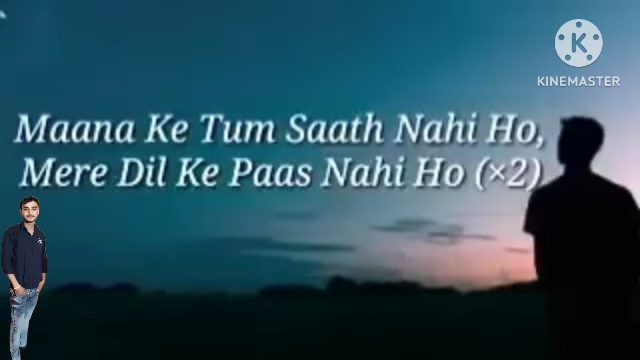 KINEMASTER
Maana Ke Tum Saath Nahi Ho,
Mere Dil Ke Paas Nahi Ho (×2)